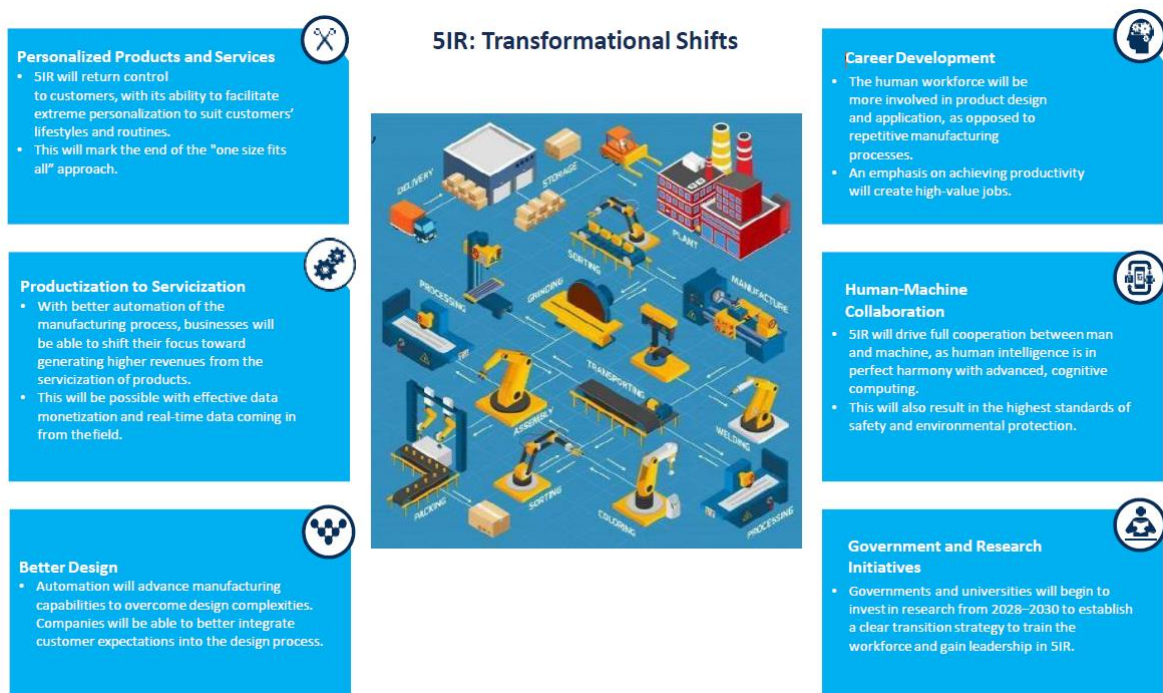 5IR: Transformational Shifts
Personalized Products and Services
• 5IR will return control
to customers, with its ability to facilitate
extreme personalization to suit customers’
lifestyles and routines.
• This will mark the end of the "one size fits
all” approach.
Productization to Servicization
• With better automation of the
manufacturing process, businesses will
be able to shift their focus toward
generating higher revenues from the
servicization of products.
• This will be possible with effective data
monetization and real-time data coming in
from the field.
Better Design
• Automation will advance manufacturing
capabilities to overcome design complexities.
Companies will be able to better integrate
customer expectations into the design process.
DELIVERY
STORAGE
PLANT
SORTING
PROCESSING
GRINDING
MANUFACTURE
TRANSPORTING
ASSEMBLY
WELDING
PACKING
SORTING
COLORING
PROCESSING
Career Development
• The human workforce will be
more involved in product design
and application, as opposed to
repetitive manufacturing
processes.
• An emphasis on achieving productivity
will create high-value jobs.
Human-Machine
Collaboration
• 5IR will drive full cooperation between man
and machine, as human intelligence is in
perfect harmony with advanced, cognitive
computing.
• This will also result in the highest standards of
safety and environmental protection.
Government and Research
Initiatives
• Governments and universities will begin to
invest in research from 2028–2030 to establish
a clear transition strategy to train the
workforce and gain leadership in 5IR.